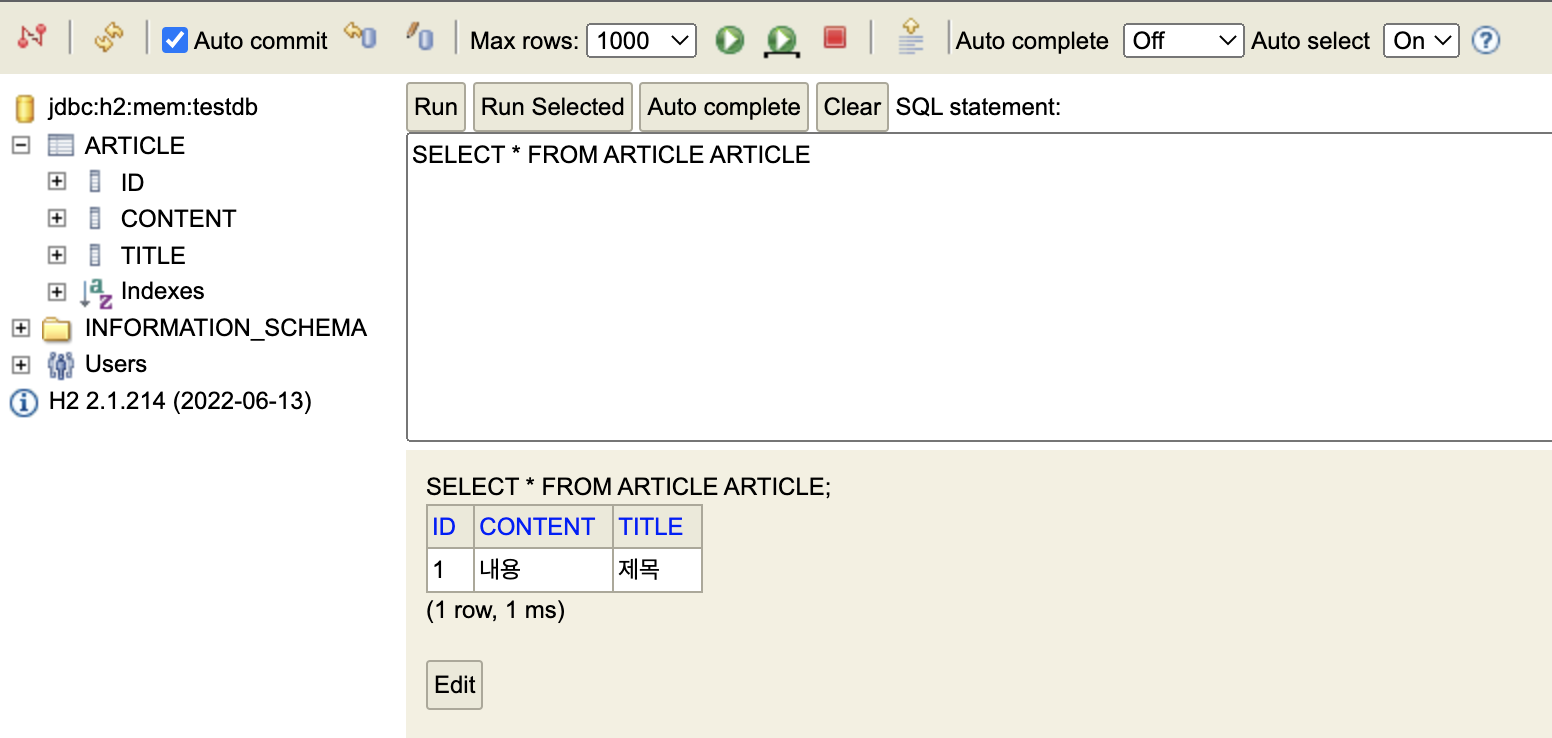 Auto commit Max rows: 1000 Auto complete Off Auto select On ?
jdbc:h2:mem:testdb
ARTICLE
ID
CONTENT
TITLE
Indexes
INFORMATION_SCHEMA
Users
H2 2.1.214 (2022-06-13)
Run Run Selected Auto complete Clear SQL statement:
SELECT * FROM ARTICLE ARTICLE
SELECT * FROM ARTICLE ARTICLE;
ID CONTENT TITLE
1 내용 제목
(1 row, 1 ms)
Edit